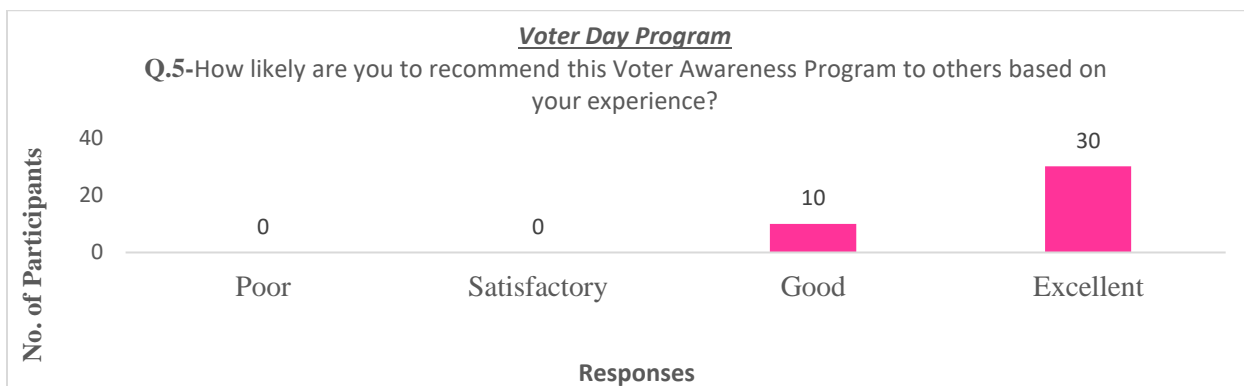 Voter Day Program
Q.5-How likely are you to recommend this Voter Awareness Program to others based on
your experience?
No. of Participants
40
20
0
0
0
10
30
Poor
Satisfactory
Good
Excellent
Responses